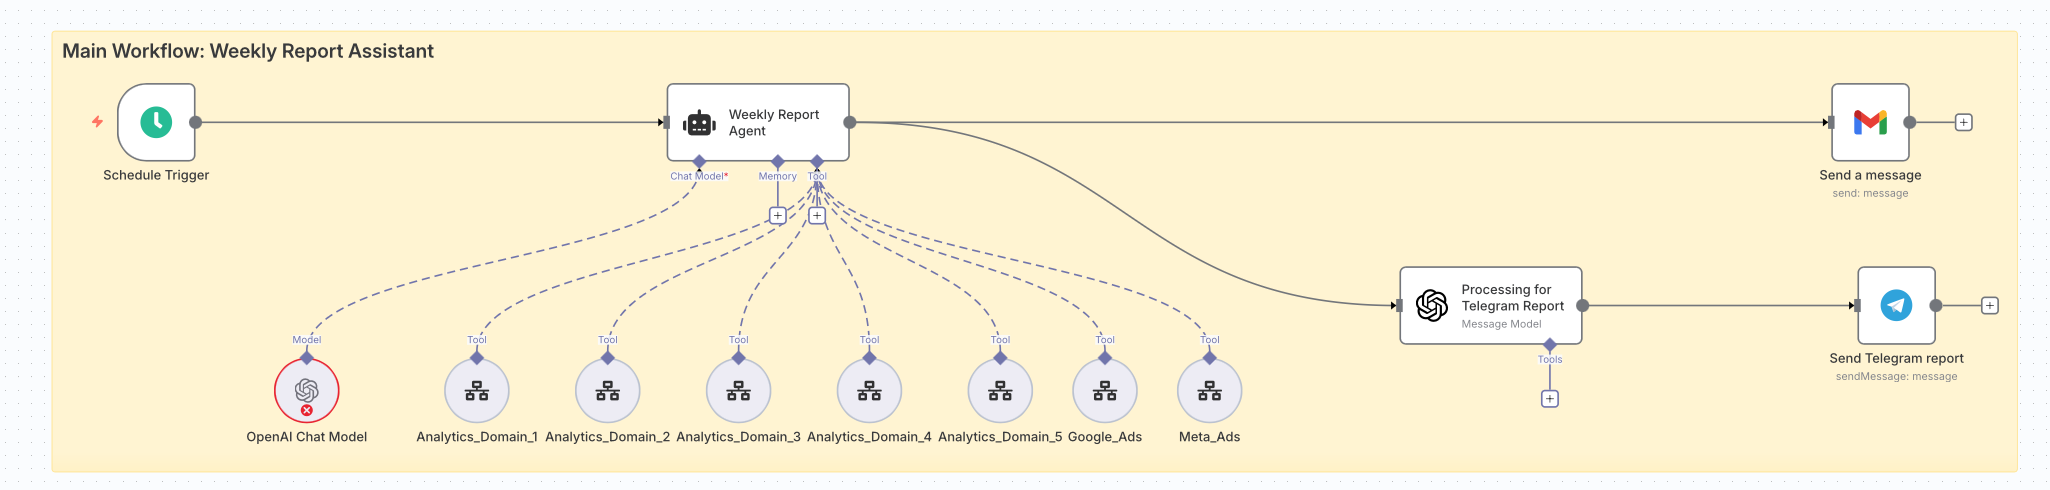 Main Workflow: Weekly Report Assistant
Schedule Trigger
Weekly Report
Agent
Chat Model*
Memory
Tool
Send a message
send: message
Processing for
Telegram Report
Message Model
Tools
Send Telegram report
sendMessage: message
Model
Tool
Tool
Tool
Tool
Tool
Tool
Tool
OpenAI Chat Model
Analytics_Domain_1
Analytics_Domain_2
Analytics_Domain_3
Analytics_Domain_4
Analytics_Domain_5
Google_Ads
Meta_Ads